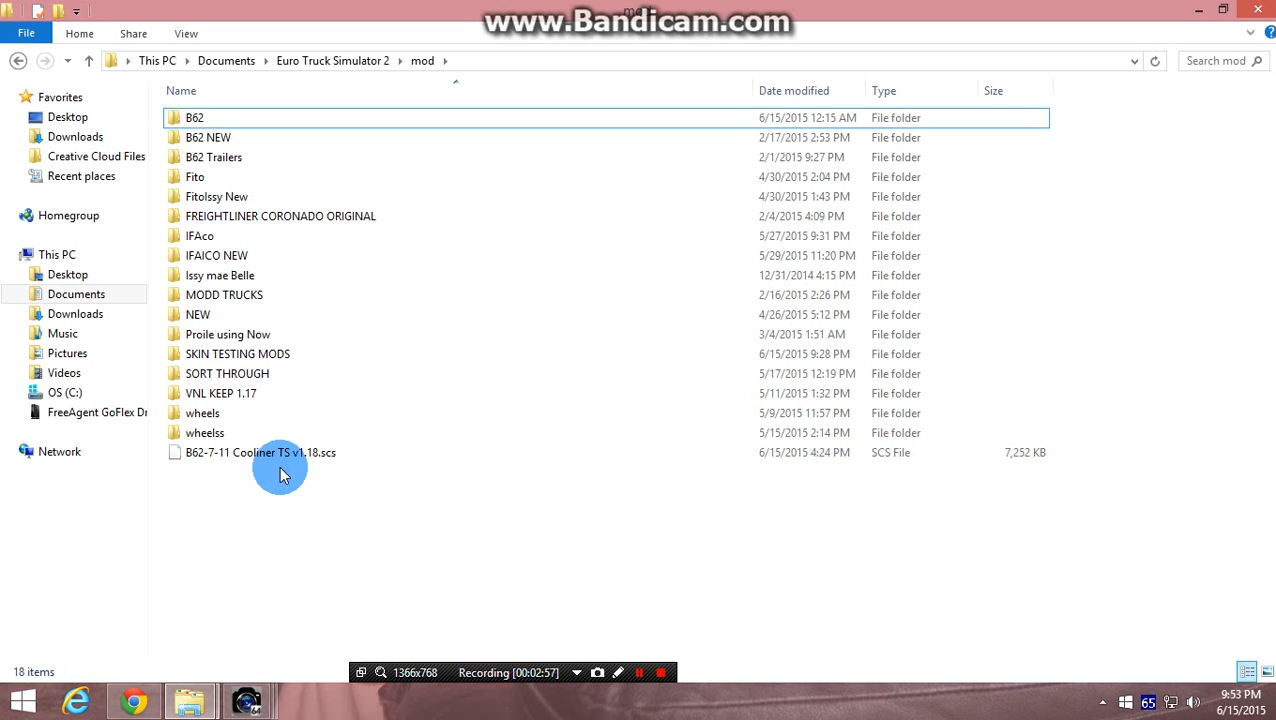 www.Bandicam.com
File Home Share View
This PC Documents Euro Truck Simulator 2 mod
Search mod
Name Date modified Type Size
Favorites
Desktop
Downloads
Creative Cloud Files
Recent places
Homegroup
This PC
Desktop
Documents
Downloads
Music
Pictures
Videos
OS (C:)
FreeAgent GoFlex Dr
Network
B62 6/15/2015 12:15 AM File folder
B62 NEW 2/17/2015 2:53 PM File folder
B62 Trailers 2/1/2015 9:27 PM File folder
Fito 4/30/2015 2:04 PM File folder
FitoIssy New 4/30/2015 1:43 PM File folder
FREIGHTLINER CORONADO ORIGINAL 2/4/2015 4:09 PM File folder
IFAco 5/27/2015 9:31 PM File folder
IFAICO NEW 5/29/2015 11:20 PM File folder
Issy mae Belle 12/31/2014 4:15 PM File folder
MODD TRUCKS 2/16/2015 2:26 PM File folder
NEW 4/26/2015 5:12 PM File folder
Proile using Now 3/4/2015 1:51 AM File folder
SKIN TESTING MODS 6/15/2015 9:28 PM File folder
SORT THROUGH 5/17/2015 12:19 PM File folder
VNL KEEP 1.17 5/11/2015 1:32 PM File folder
wheels 5/9/2015 11:57 PM File folder
wheelss 5/15/2015 2:14 PM File folder
B62-7-11 Cooliner TS v1.18.scs 6/15/2015 4:24 PM SCS File 7,252 KB
18 items
1366x768 Recording [00:02:57]
64
65
9:53 PM
6/15/2015